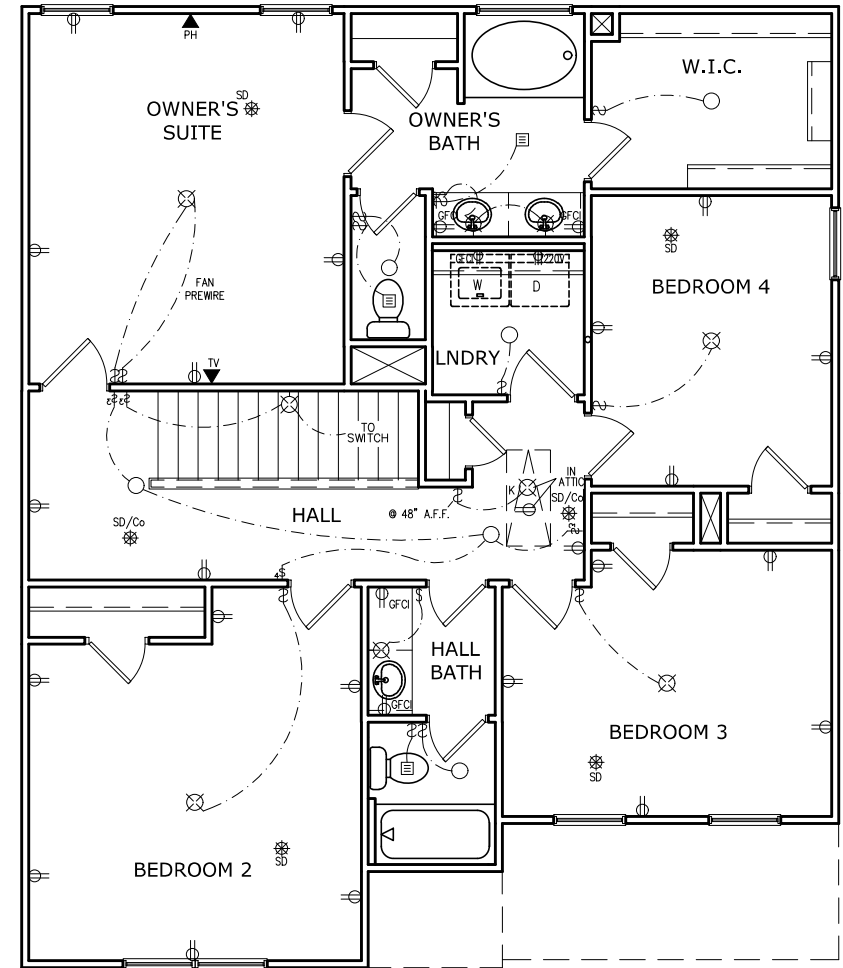 PH
SD
OWNER'S
SUITE
OWNER'S
BATH
W.I.C.
GFCI
GFCI
SD
FAN
PREWIRE
GFCI
220V
W
D
BEDROOM 4
LNDRY
TV
TO
SWITCH
IN
ATTIC
K
SD/Co
HALL
@ 48" A.F.F.
SD/Co
GFCI
HALL
BATH
GFCI
BEDROOM 3
SD
BEDROOM 2
SD